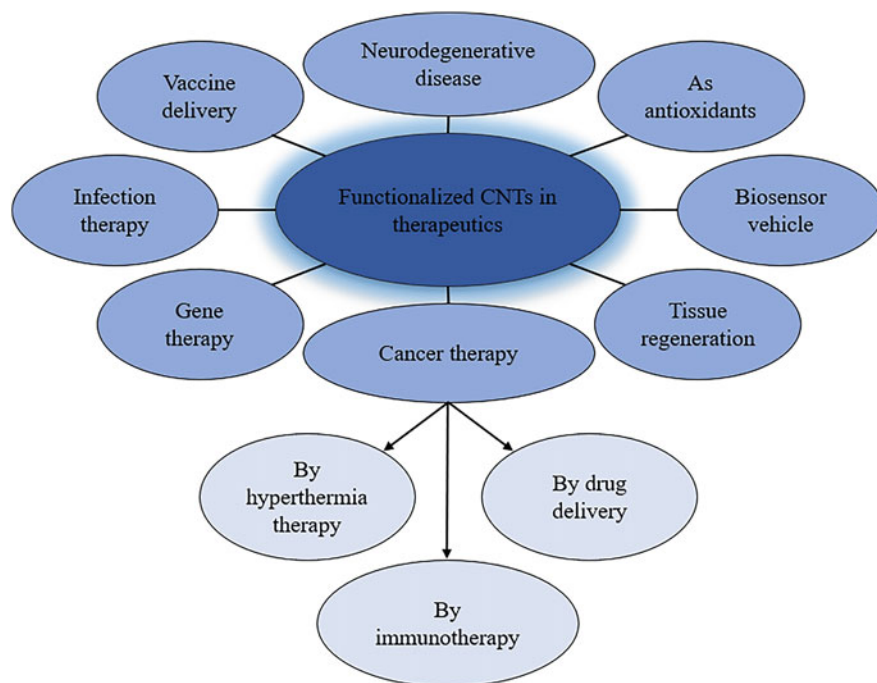 Neurodegenerative
disease
Vaccine
delivery
As
antioxidants
Infection
therapy
Functionalized CNTs in
therapeutics
Biosensor
vehicle
Gene
therapy
Tissue
regeneration
Cancer therapy
By
hyperthermia
therapy
By drug
delivery
By
immunotherapy